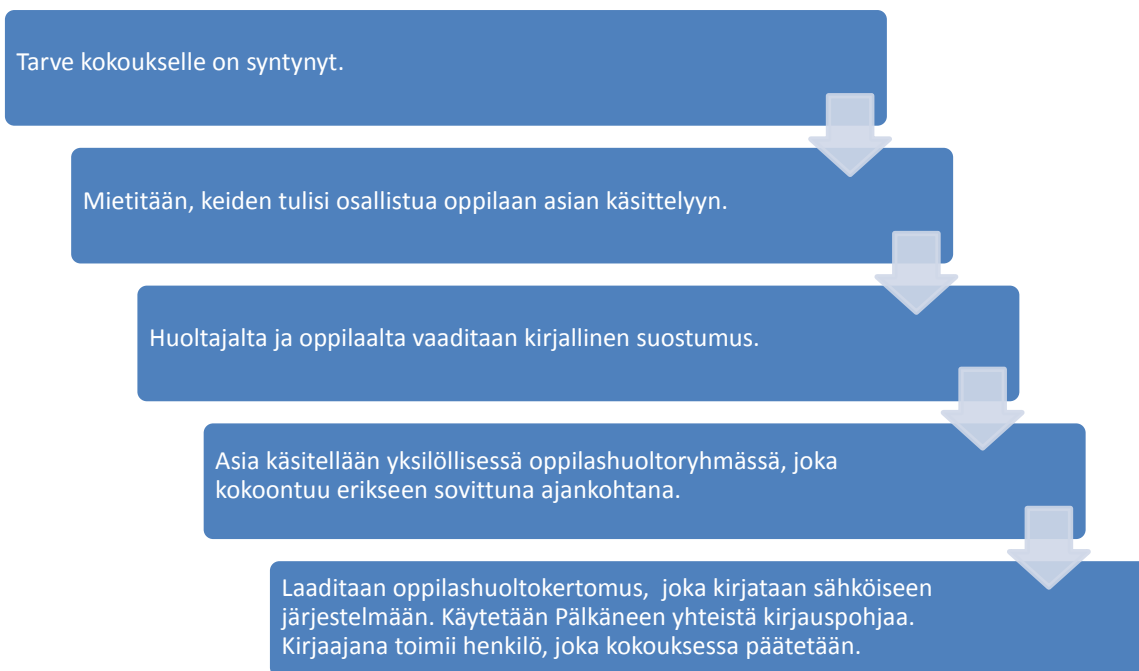 Tarve kokoukselle on syntynyt.
Mietitään, keiden tulisi osallistua oppilaan asian käsittelyyn.
Huoltajalta ja oppilaalta vaaditaan kirjallinen suostumus.
Asia käsitellään yksilöllisessä oppilashuoltoryhmässä, joka
kokoontuu erikseen sovittuna ajankohtana.
Laaditaan oppilashuoltokertomus, joka kirjataan sähköiseen
järjestelmään. Käytetään Pälkäneen yhteistä kirjauspohjaa.
Kirjaajana toimii henkilö, joka kokouksessa päätetään.